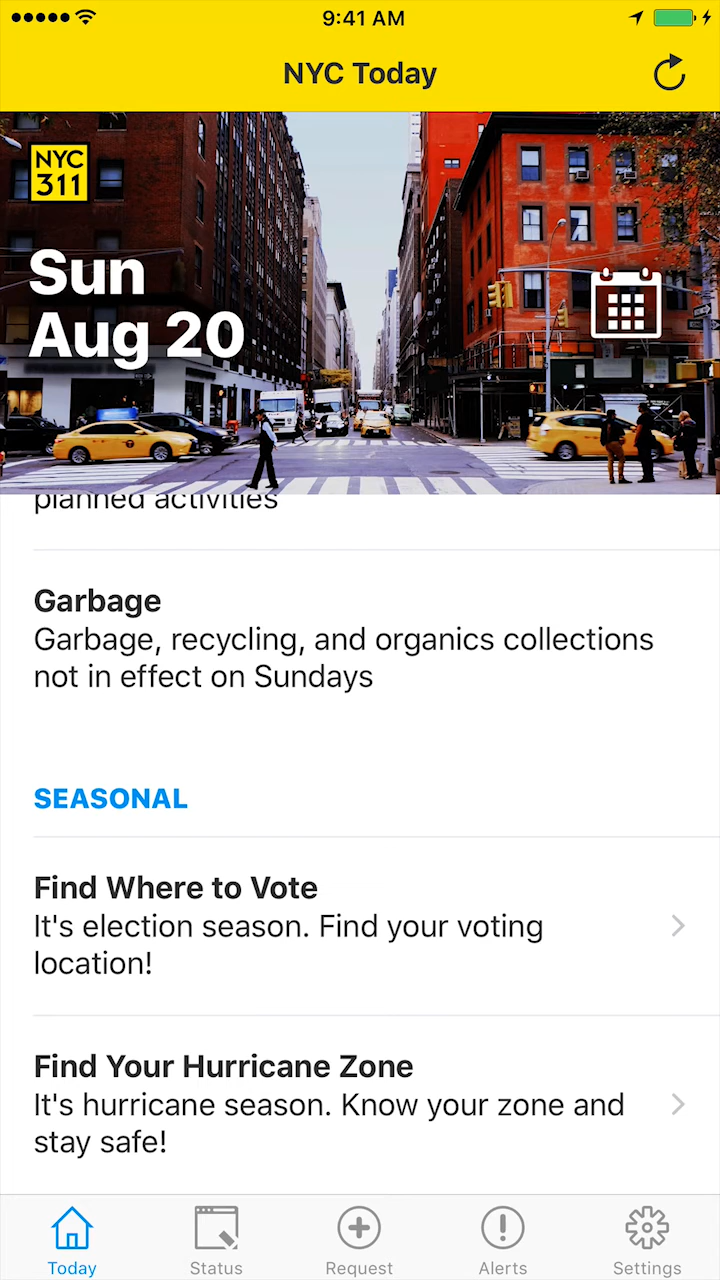 9:41 AM
NYC Today
NYC
311
Sun
Aug 20
planned activities
Garbage
Garbage, recycling, and organics collections
not in effect on Sundays
SEASONAL
Find Where to Vote
It's election season. Find your voting
location!
Find Your Hurricane Zone
It's hurricane season. Know your zone and
stay safe!
Today
Status
Request
Alerts
Settings